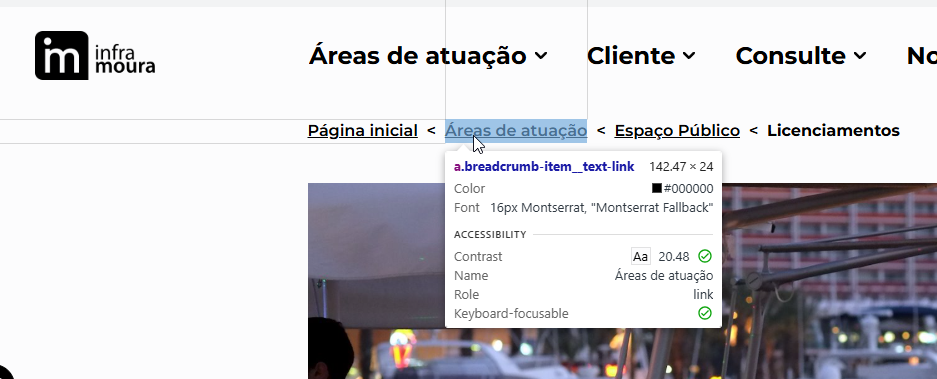 infra
moura
Áreas de atuação Cliente Consulte No
Página inicial < Áreas de atuação < Espaço Público < Licenciamentos
a.breadcrumb-item__text-link 142.47 × 24
Color #000000
Font 16px Montserrat, "Montserrat Fallback"
ACCESSIBILITY
Contrast Aa 20.48
Name Áreas de atuação
Role link
Keyboard-focusable